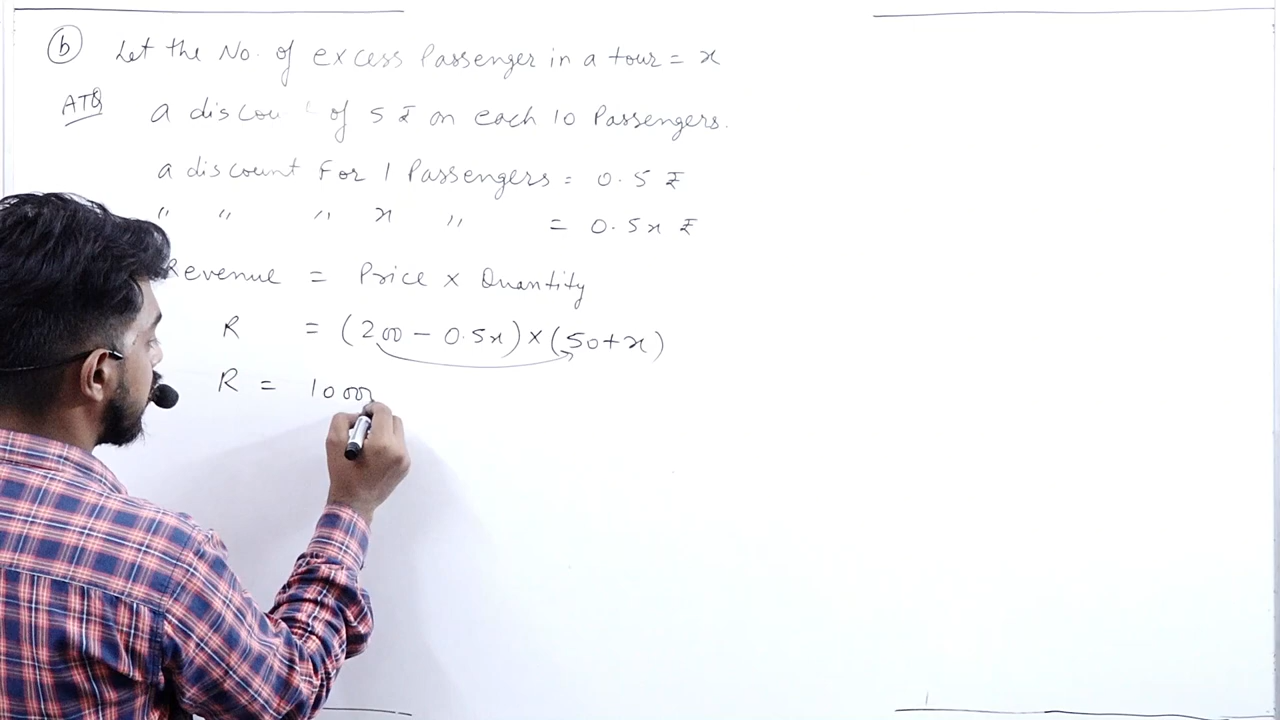 (b) Let the No. of excess Passenger in a tour = x
ATQ a discou of 5 ₹ on each 10 Passengers.
a discount For 1 Passengers = 0.5 ₹
" " " x " = 0.5x ₹
Revenue = Price × Quantity
R = (200 - 0.5x) × (50+x)
R = 10000